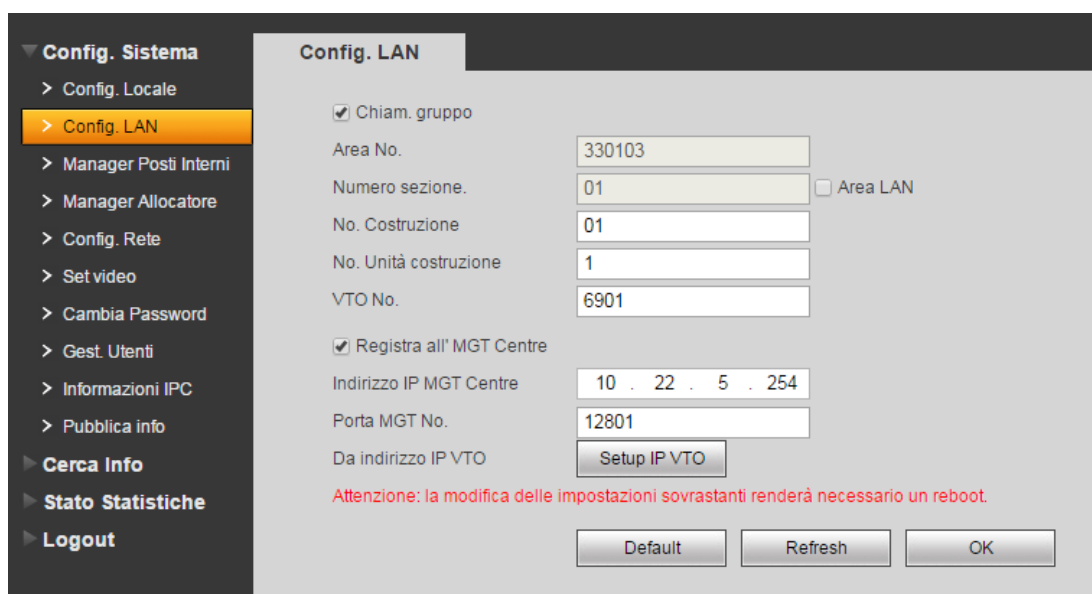 Config. Sistema
Config. Locale
Config. LAN
Manager Posti Interni
Manager Allocatore
Config. Rete
Set video
Cambia Password
Gest. Utenti
Informazioni IPC
Pubblica info
Cerca Info
Stato Statistiche
Logout
Config. LAN
Chiam. gruppo
Area No. 330103
Numero sezione. 01 Area LAN
No. Costruzione 01
No. Unità costruzione 1
VTO No. 6901
Registra all' MGT Centre
Indirizzo IP MGT Centre 10 . 22 . 5 . 254
Porta MGT No. 12801
Da indirizzo IP VTO Setup IP VTO
Attenzione: la modifica delle impostazioni sovrastanti renderà necessario un reboot.
Default Refresh OK